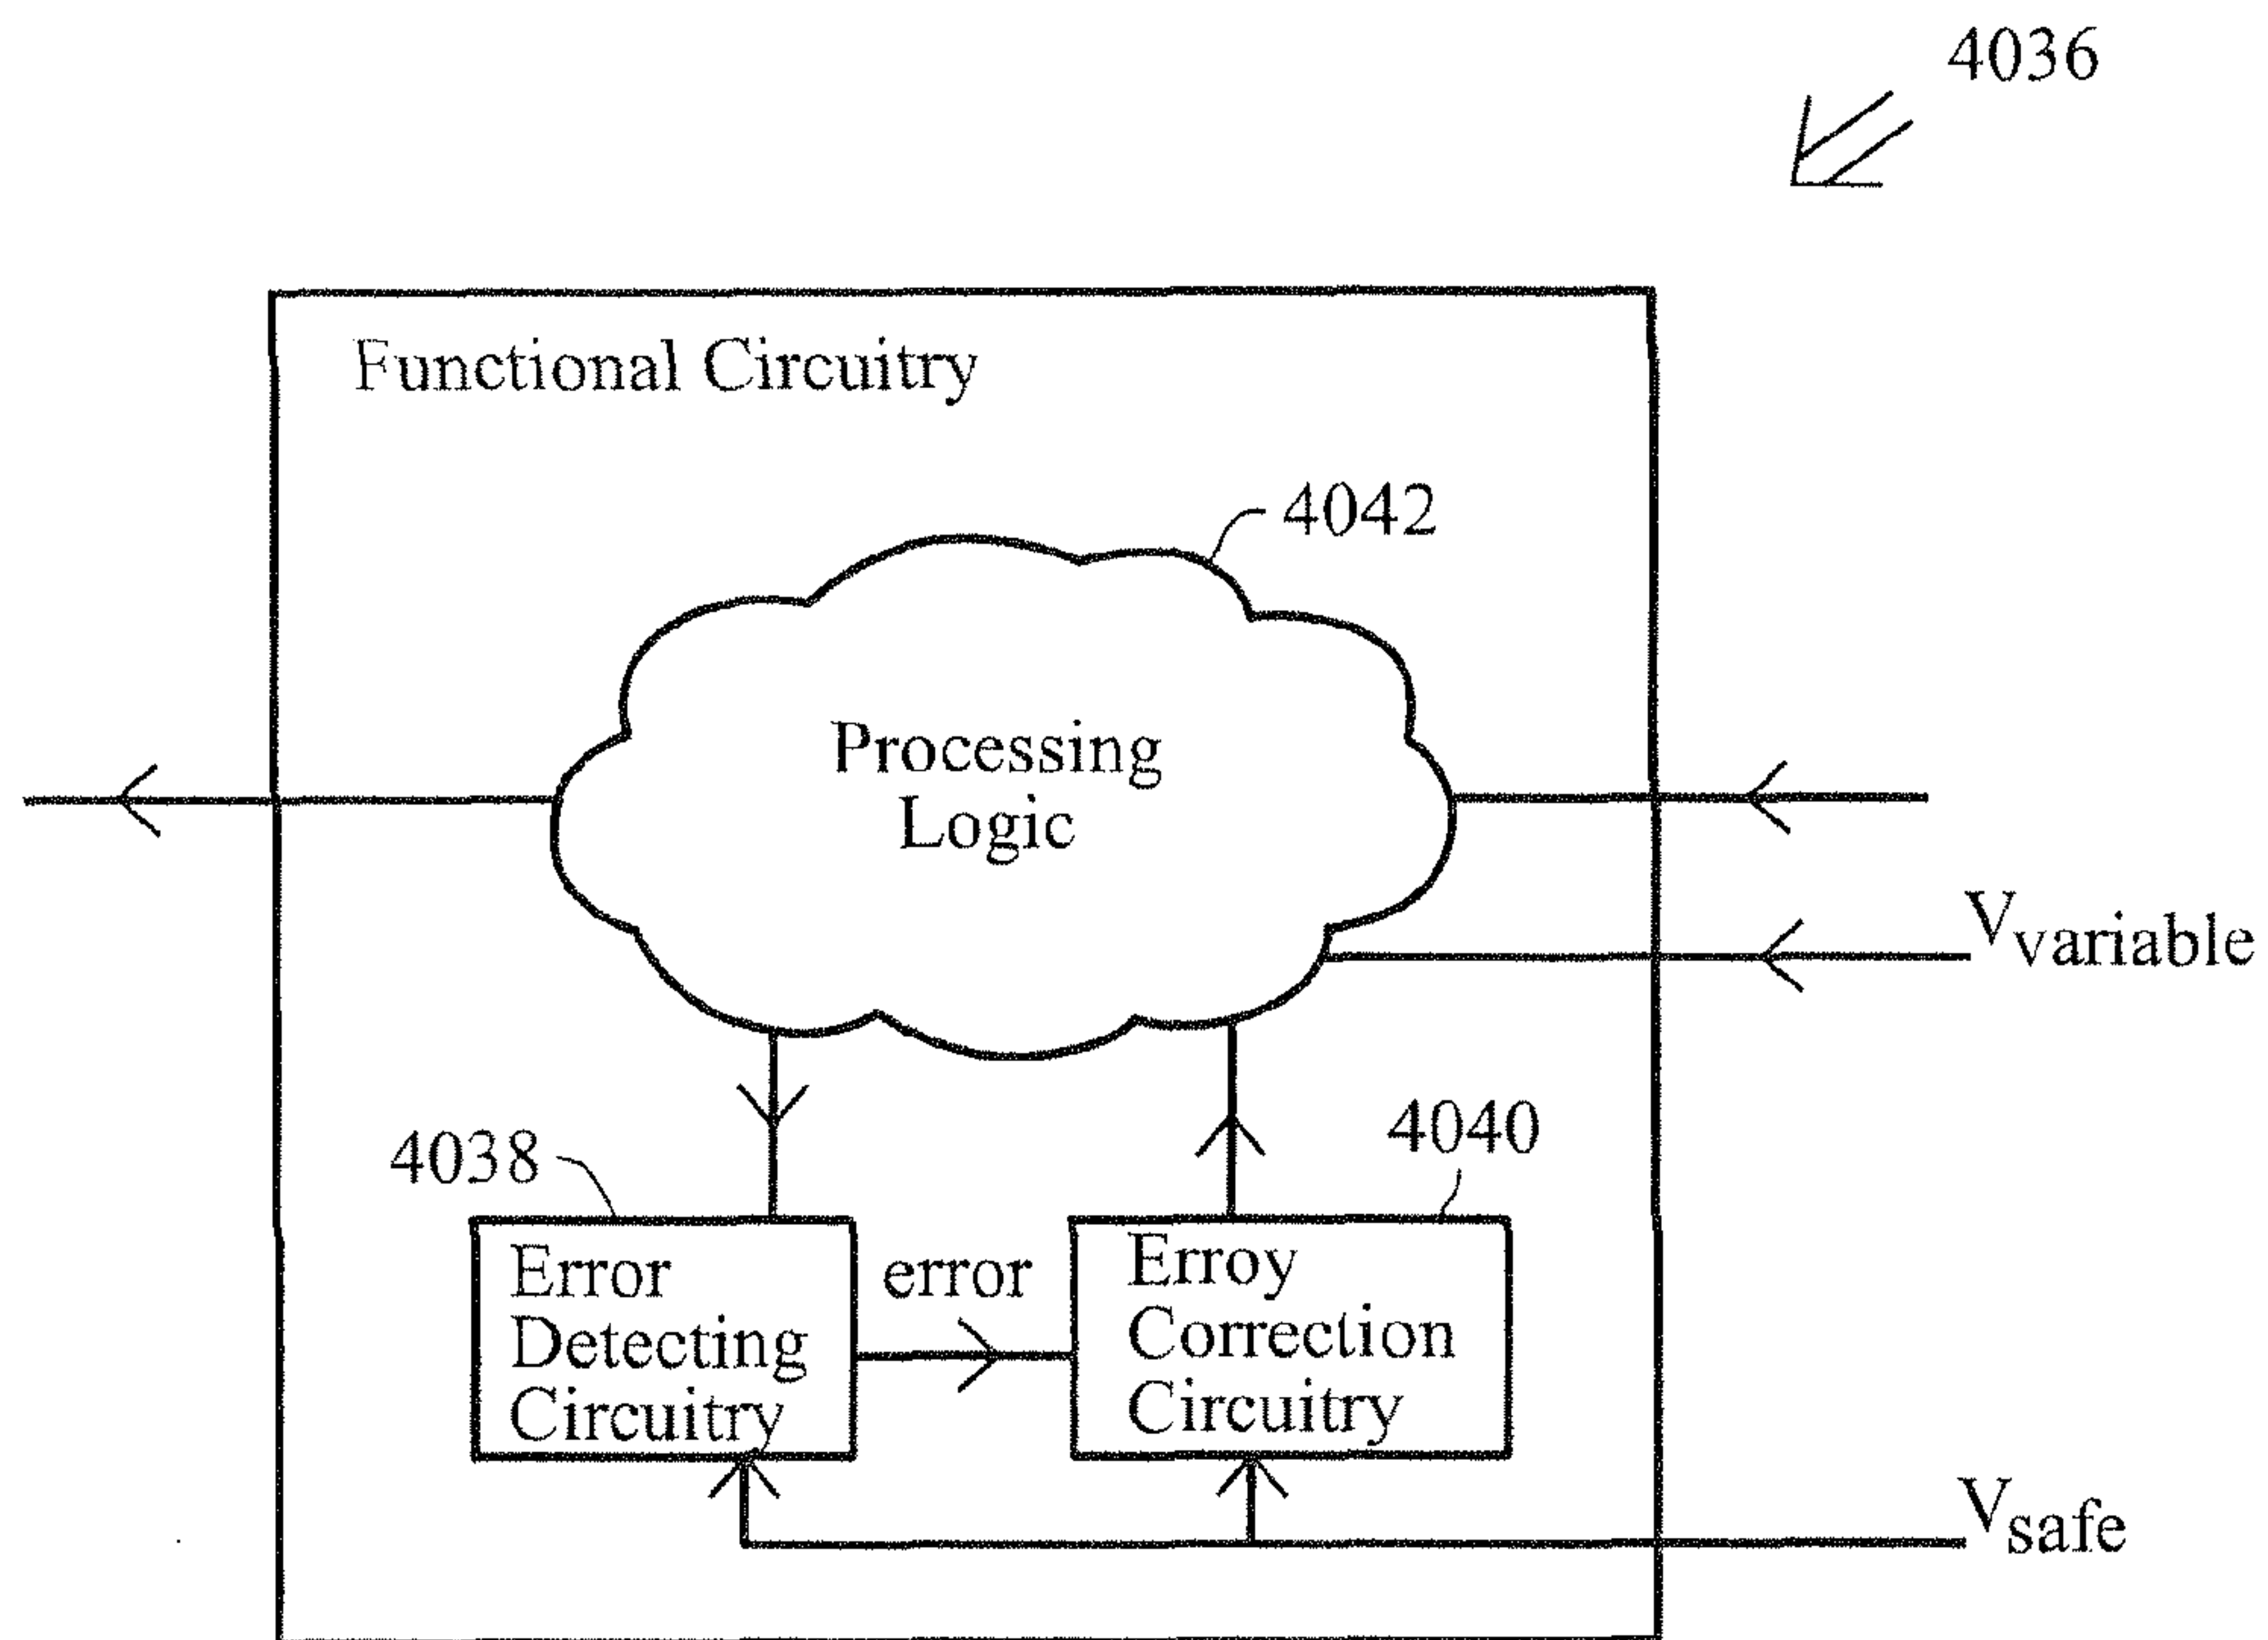 4036
Functional Circuitry
4042
Processing
Logic
Vvariable
4038
4040
Error
Detecting
Circuitry
error
Erroy
Correction
Circuitry
Vsafe